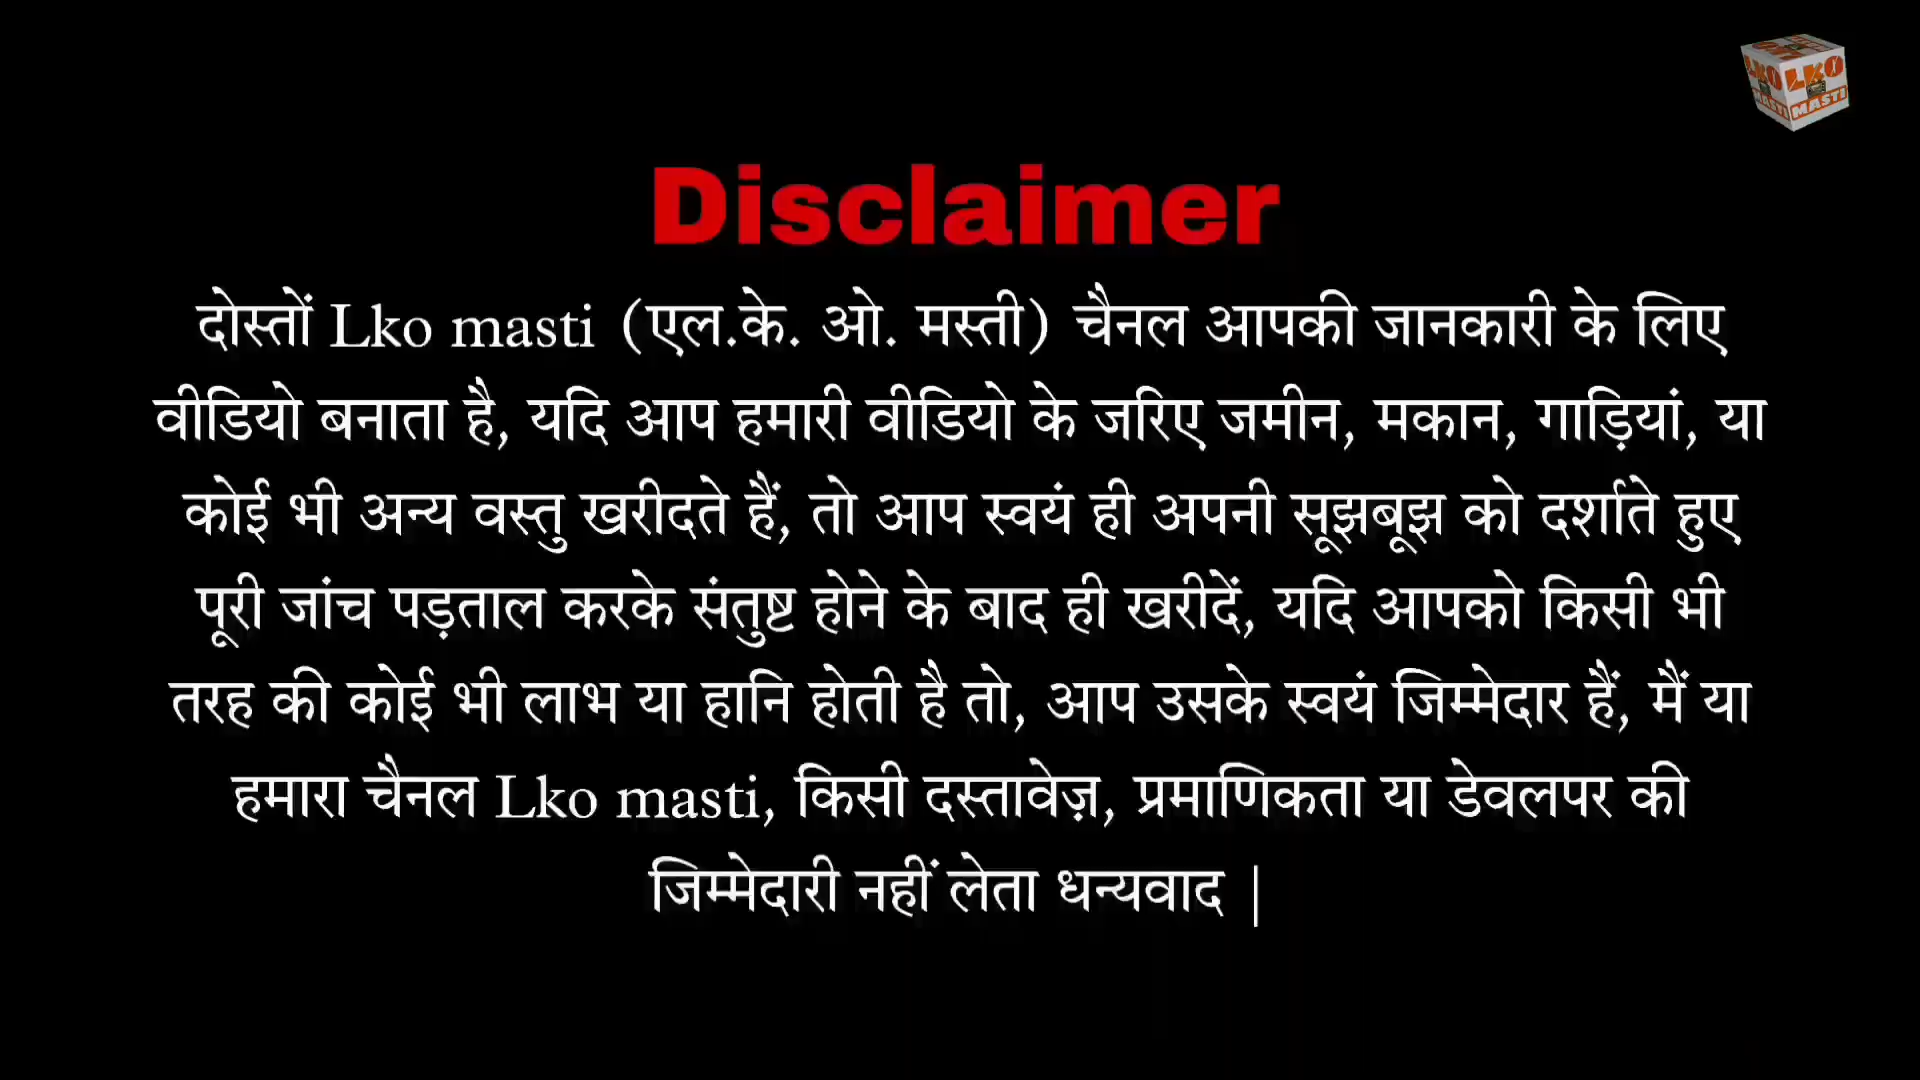 LKO
MASTI
Disclaimer
दोस्तों Lko masti (एल.के. ओ. मस्ती) चैनल आपकी जानकारी के लिए
वीडियो बनाता है, यदि आप हमारी वीडियो के जरिए जमीन, मकान, गाड़ियां, या
कोई भी अन्य वस्तु खरीदते हैं, तो आप स्वयं ही अपनी सूझबूझ को दर्शाते हुए
पूरी जांच पड़ताल करके संतुष्ट होने के बाद ही खरीदें, यदि आपको किसी भी
तरह की कोई भी लाभ या हानि होती है तो, आप उसके स्वयं जिम्मेदार हैं, मैं या
हमारा चैनल Lko masti, किसी दस्तावेज़, प्रमाणिकता या डेवलपर की
जिम्मेदारी नहीं लेता धन्यवाद |